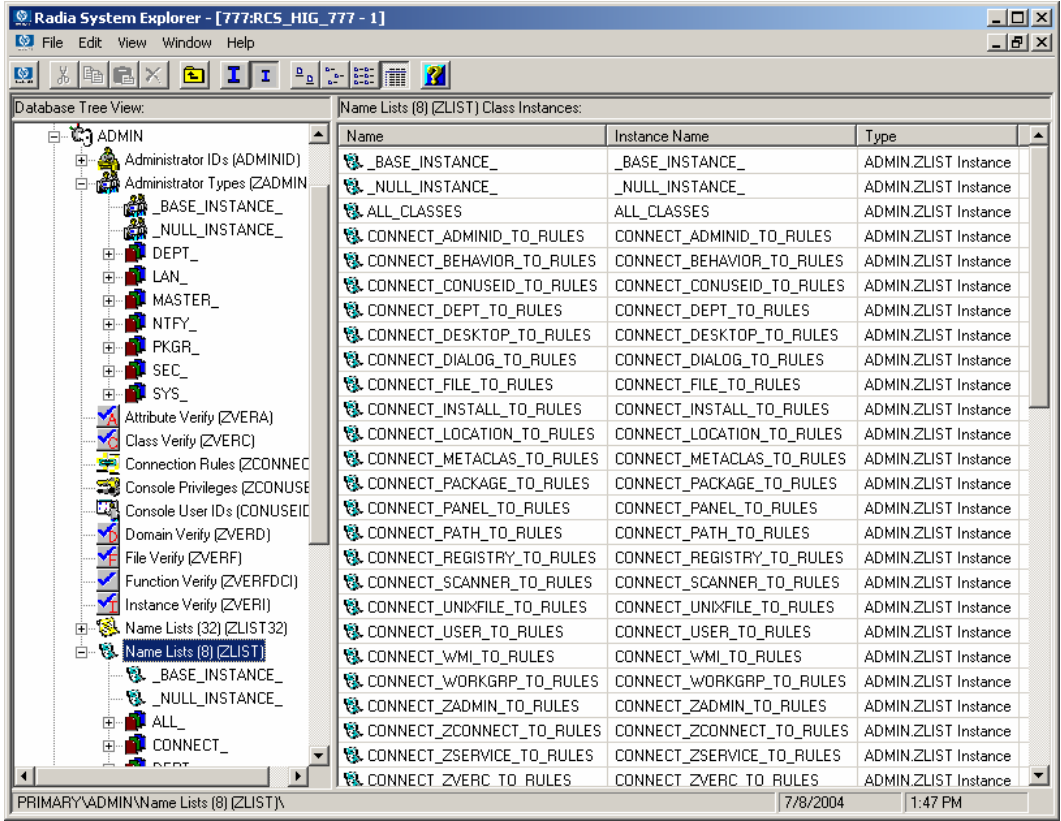 Radia System Explorer - [777:RCS_HIG_777 - 1]
File Edit View Window Help
Database Tree View:
Name Lists (8) (ZLIST) Class Instances:
ADMIN
Administrator IDs (ADMINID)
Administrator Types (ZADMIN
_BASE_INSTANCE_
_NULL_INSTANCE_
DEPT_
LAN_
MASTER_
NTFY_
PKGR_
SEC_
SYS_
Attribute Verify (ZVERA)
Class Verify (ZVERC)
Connection Rules (ZCONNEC
Console Privileges (ZCONUSE
Console User IDs (CONUSEID
Domain Verify (ZVERD)
File Verify (ZVERF)
Function Verify (ZVERFDCI)
Instance Verify (ZVERI)
Name Lists (32) (ZLIST32)
Name Lists (8) (ZLIST)
_BASE_INSTANCE_
_NULL_INSTANCE_
ALL_
CONNECT_
DEPT_
Name Instance Name Type
_BASE_INSTANCE_ _BASE_INSTANCE_ ADMIN.ZLIST Instance
_NULL_INSTANCE_ _NULL_INSTANCE_ ADMIN.ZLIST Instance
ALL_CLASSES ALL_CLASSES ADMIN.ZLIST Instance
CONNECT_ADMINID_TO_RULES CONNECT_ADMINID_TO_RULES ADMIN.ZLIST Instance
CONNECT_BEHAVIOR_TO_RULES CONNECT_BEHAVIOR_TO_RULES ADMIN.ZLIST Instance
CONNECT_CONUSEID_TO_RULES CONNECT_CONUSEID_TO_RULES ADMIN.ZLIST Instance
CONNECT_DEPT_TO_RULES CONNECT_DEPT_TO_RULES ADMIN.ZLIST Instance
CONNECT_DESKTOP_TO_RULES CONNECT_DESKTOP_TO_RULES ADMIN.ZLIST Instance
CONNECT_DIALOG_TO_RULES CONNECT_DIALOG_TO_RULES ADMIN.ZLIST Instance
CONNECT_FILE_TO_RULES CONNECT_FILE_TO_RULES ADMIN.ZLIST Instance
CONNECT_INSTALL_TO_RULES CONNECT_INSTALL_TO_RULES ADMIN.ZLIST Instance
CONNECT_LOCATION_TO_RULES CONNECT_LOCATION_TO_RULES ADMIN.ZLIST Instance
CONNECT_METACLAS_TO_RULES CONNECT_METACLAS_TO_RULES ADMIN.ZLIST Instance
CONNECT_PACKAGE_TO_RULES CONNECT_PACKAGE_TO_RULES ADMIN.ZLIST Instance
CONNECT_PANEL_TO_RULES CONNECT_PANEL_TO_RULES ADMIN.ZLIST Instance
CONNECT_PATH_TO_RULES CONNECT_PATH_TO_RULES ADMIN.ZLIST Instance
CONNECT_REGISTRY_TO_RULES CONNECT_REGISTRY_TO_RULES ADMIN.ZLIST Instance
CONNECT_SCANNER_TO_RULES CONNECT_SCANNER_TO_RULES ADMIN.ZLIST Instance
CONNECT_UNIXFILE_TO_RULES CONNECT_UNIXFILE_TO_RULES ADMIN.ZLIST Instance
CONNECT_USER_TO_RULES CONNECT_USER_TO_RULES ADMIN.ZLIST Instance
CONNECT_WMI_TO_RULES CONNECT_WMI_TO_RULES ADMIN.ZLIST Instance
CONNECT_WORKGRP_TO_RULES CONNECT_WORKGRP_TO_RULES ADMIN.ZLIST Instance
CONNECT_ZADMIN_TO_RULES CONNECT_ZADMIN_TO_RULES ADMIN.ZLIST Instance
CONNECT_ZCONNECT_TO_RULES CONNECT_ZCONNECT_TO_RULES ADMIN.ZLIST Instance
CONNECT_ZSERVICE_TO_RULES CONNECT_ZSERVICE_TO_RULES ADMIN.ZLIST Instance
CONNECT_ZVERC_TO_RULES CONNECT_ZVERC_TO_RULES ADMIN.ZLIST Instance
PRIMARY\ADMIN\Name Lists (8) (ZLIST)\ 7/8/2004 1:47 PM